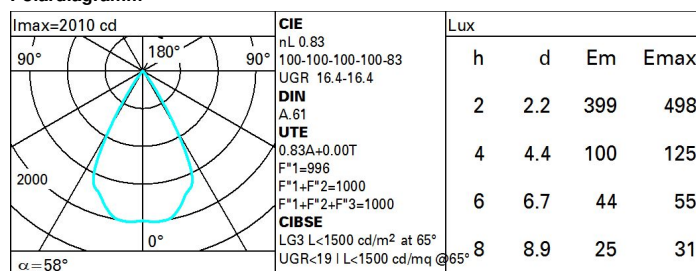 Imax=2010 cd
90° 180° 90°
2000
0°
α=58°
CIE
nL 0.83
100-100-100-100-83
UGR 16.4-16.4
DIN
A.61
UTE
0.83A+0.00T
F"1=996
F"1+F"2=1000
F"1+F"2+F"3=1000
CIBSE
LG3 L<1500 cd/m² at 65°
UGR<19 | L<1500 cd/mq @65°
Lux
h d Em Emax
2 2.2 399 498
4 4.4 100 125
6 6.7 44 55
8 8.9 25 31